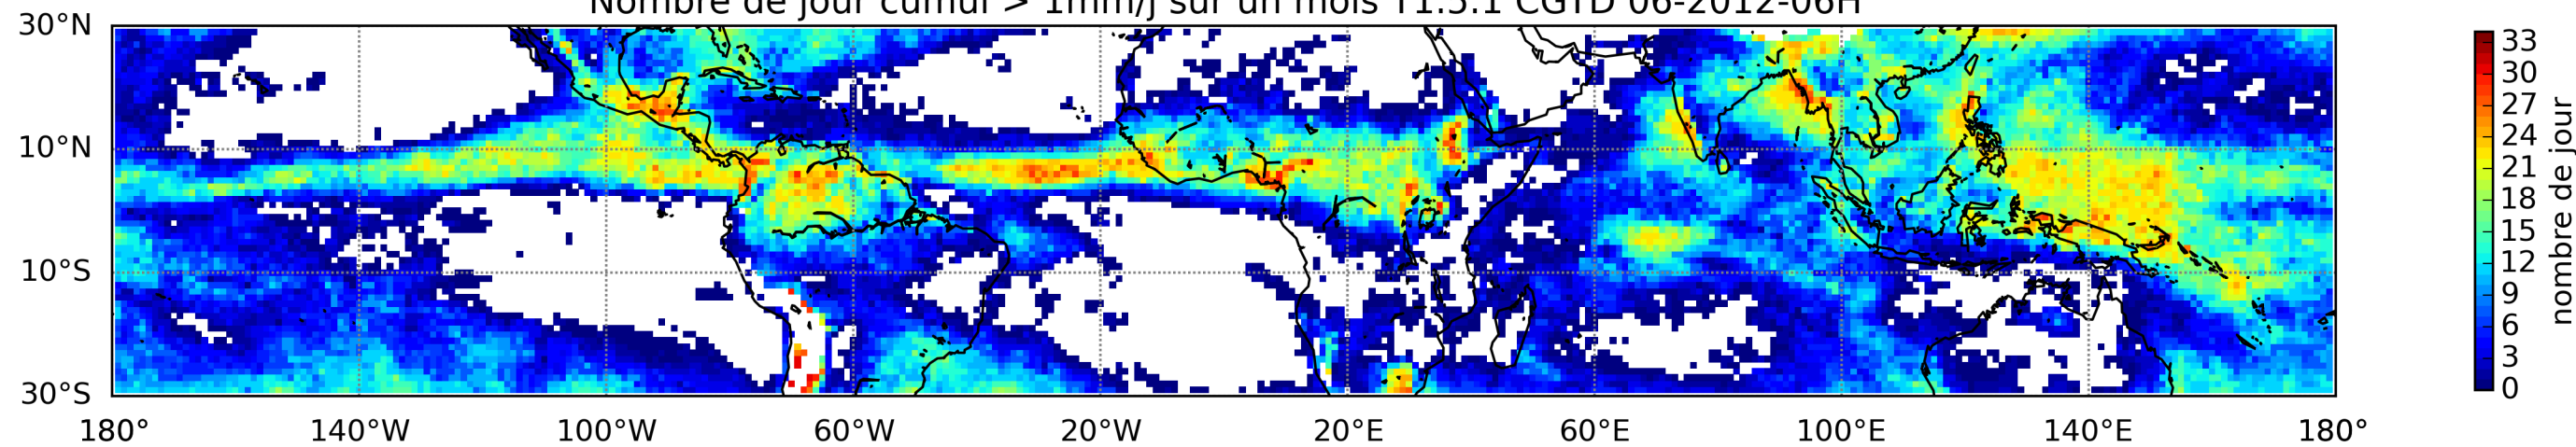 Nombre de jour cumul > 1mm/j sur un mois T1.5.1 CGTD 06-2012-06H
30°N
10°N
10°S
30°S
180° 140°W 100°W 60°W 20°W 20°E 60°E 100°E 140°E 180°
33
30
27
24
21
18
15
12
9
6
3
0
nombre de jour